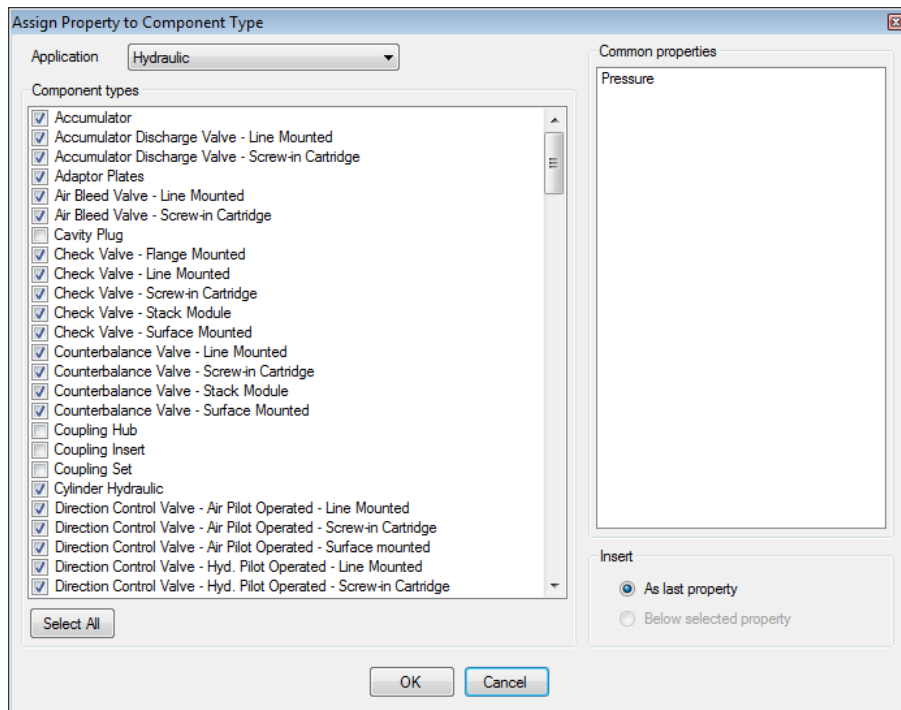 Assign Property to Component Type
Application
Hydraulic
Component types
Accumulator
Accumulator Discharge Valve - Line Mounted
Accumulator Discharge Valve - Screw-in Cartridge
Adaptor Plates
Air Bleed Valve - Line Mounted
Air Bleed Valve - Screw-in Cartridge
Cavity Plug
Check Valve - Flange Mounted
Check Valve - Line Mounted
Check Valve - Screw-in Cartridge
Check Valve - Stack Module
Check Valve - Surface Mounted
Counterbalance Valve - Line Mounted
Counterbalance Valve - Screw-in Cartridge
Counterbalance Valve - Stack Module
Counterbalance Valve - Surface Mounted
Coupling Hub
Coupling Insert
Coupling Set
Cylinder Hydraulic
Direction Control Valve - Air Pilot Operated - Line Mounted
Direction Control Valve - Air Pilot Operated - Screw-in Cartridge
Direction Control Valve - Air Pilot Operated - Surface mounted
Direction Control Valve - Hyd. Pilot Operated - Line Mounted
Direction Control Valve - Hyd. Pilot Operated - Screw-in Cartridge
Select All
Common properties
Pressure
Insert
As last property
Below selected property
OK
Cancel